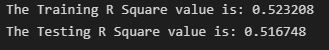 The Training R Square value is: 0.523208
The Testing R Square value is: 0.516748